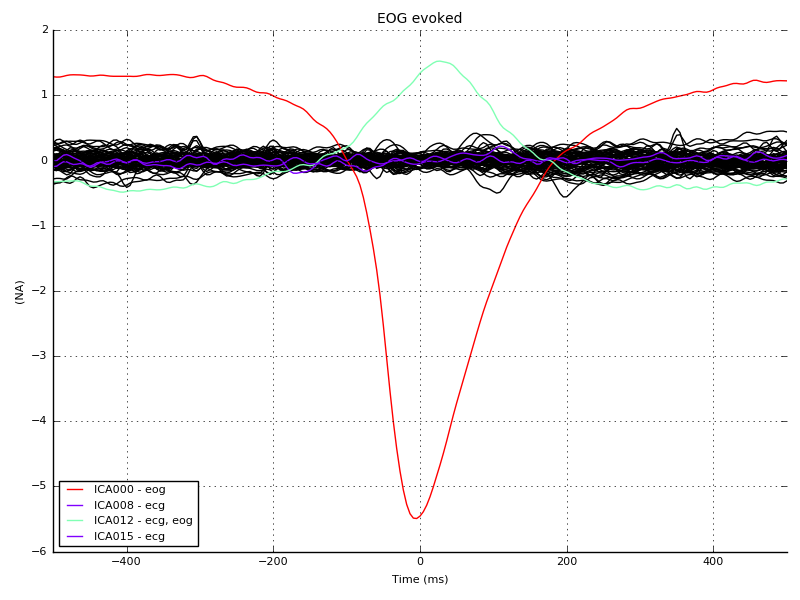 EOG evoked
2
1
0
−1
−2
−3
−4
−5
−6
(NA)
ICA000 - eog
ICA008 - ecg
ICA012 - ecg, eog
ICA015 - ecg
−400
−200
0
200
400
Time (ms)